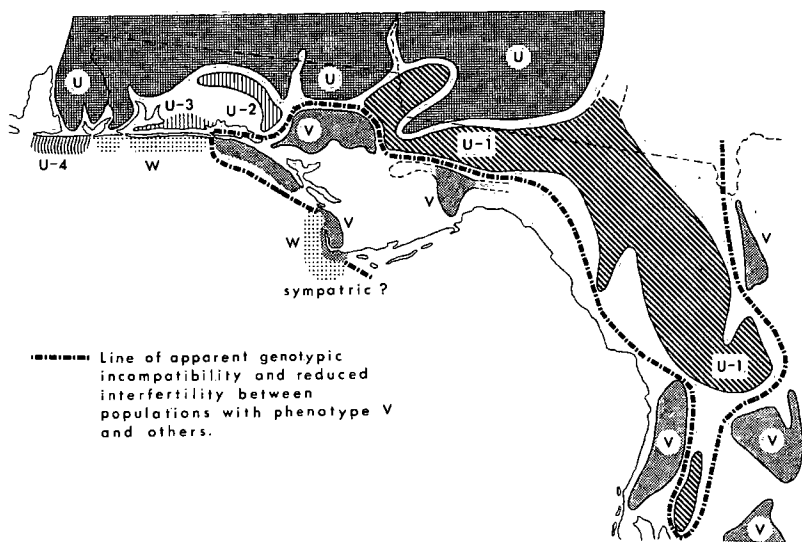 U
U
U
U-3
U-2
V
U-4
W
U-1
V
V
W
V
sympatric ?
Line of apparent genotypic
incompatibility and reduced
interfertility between
populations with phenotype V
and others.
U-1
V
V
V